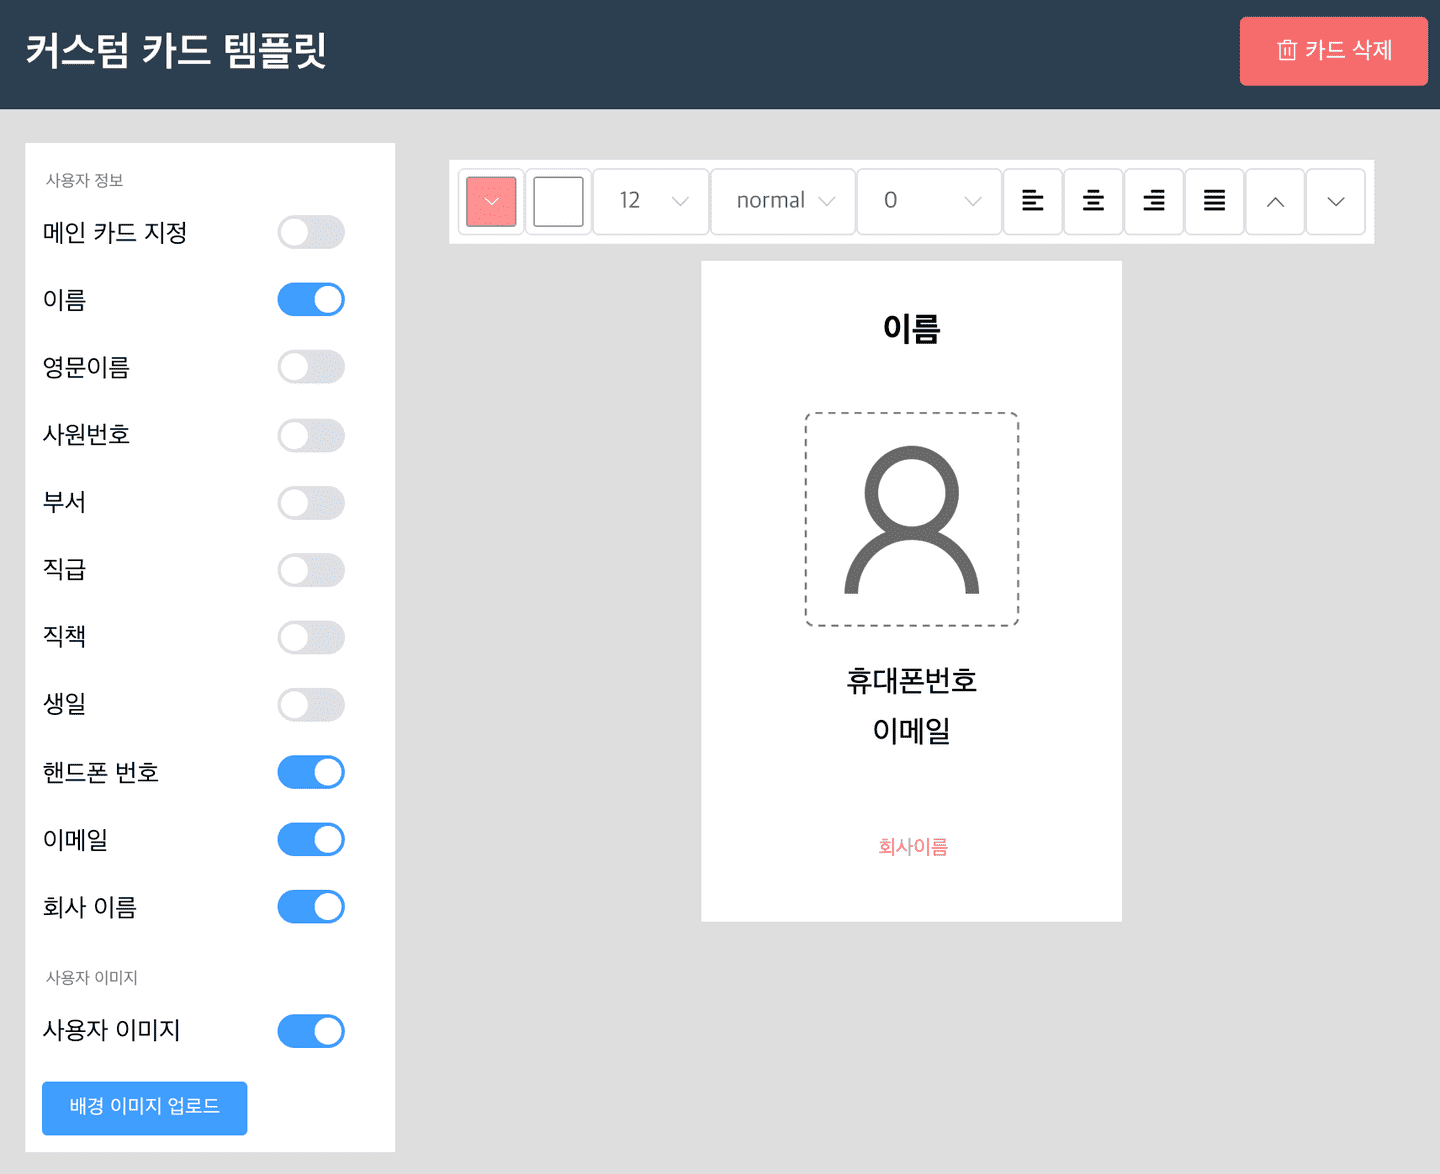 커스텀 카드 템플릿
카드 삭제
사용자 정보
메인 카드 지정
이름
영문이름
사원번호
부서
직급
직책
생일
핸드폰 번호
이메일
회사 이름
사용자 이미지
사용자 이미지
배경 이미지 업로드
12 normal 0
이름
휴대폰번호
이메일
회사이름